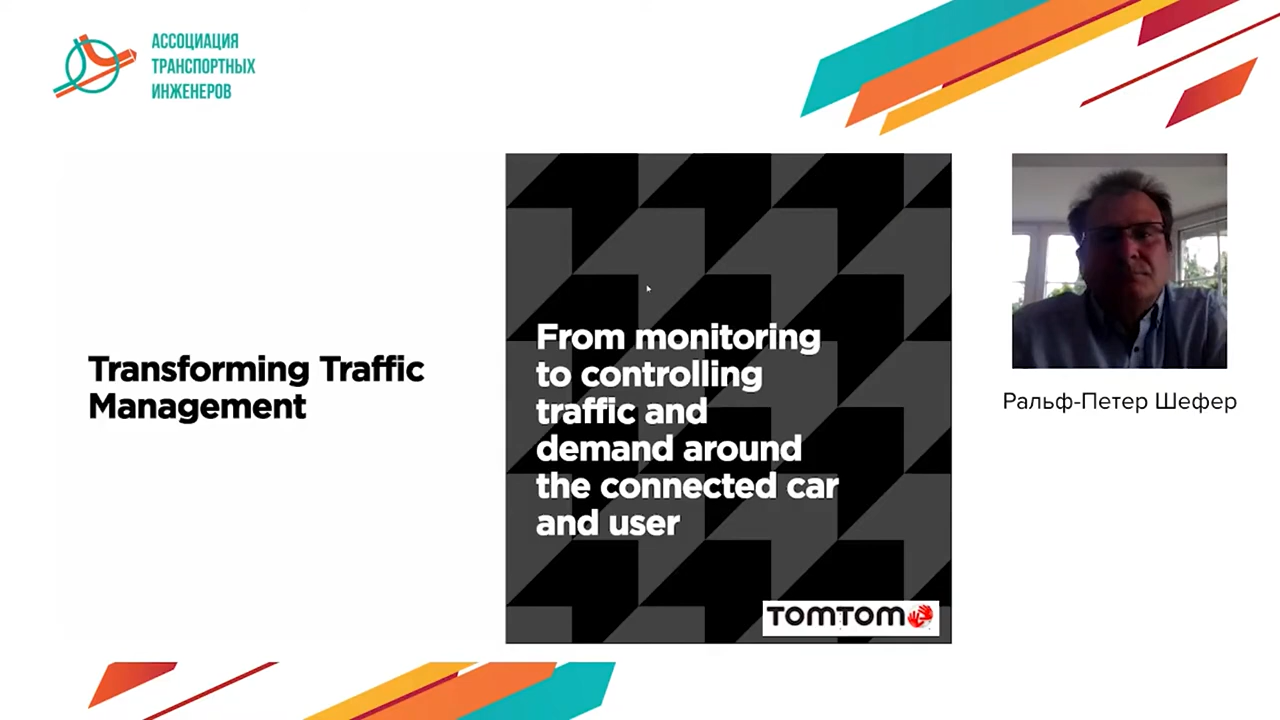 АССОЦИАЦИЯ
ТРАНСПОРТНЫХ
ИНЖЕНЕРОВ
Transforming Traffic
Management
From monitoring
to controlling
traffic and
demand around
the connected car
and user
TOMTOM
Ральф-Петер Шефер